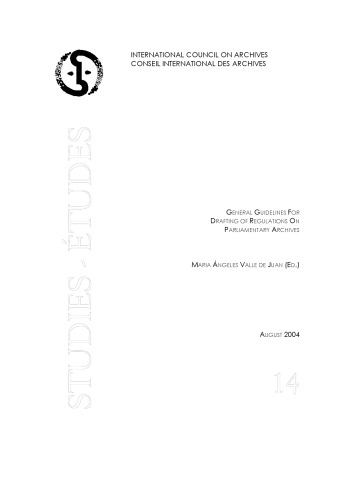 INTERNATIONAL COUNCIL ON ARCHIVES
CONSEIL INTERNATIONAL DES ARCHIVES
STUDIES - ÉTUDES
GENERAL GUIDELINES FOR
DRAFTING OF REGULATIONS ON
PARLIAMENTARY ARCHIVES
MARIA ÁNGELES VALLE DE JUAN (ED.)
AUGUST 2004
14